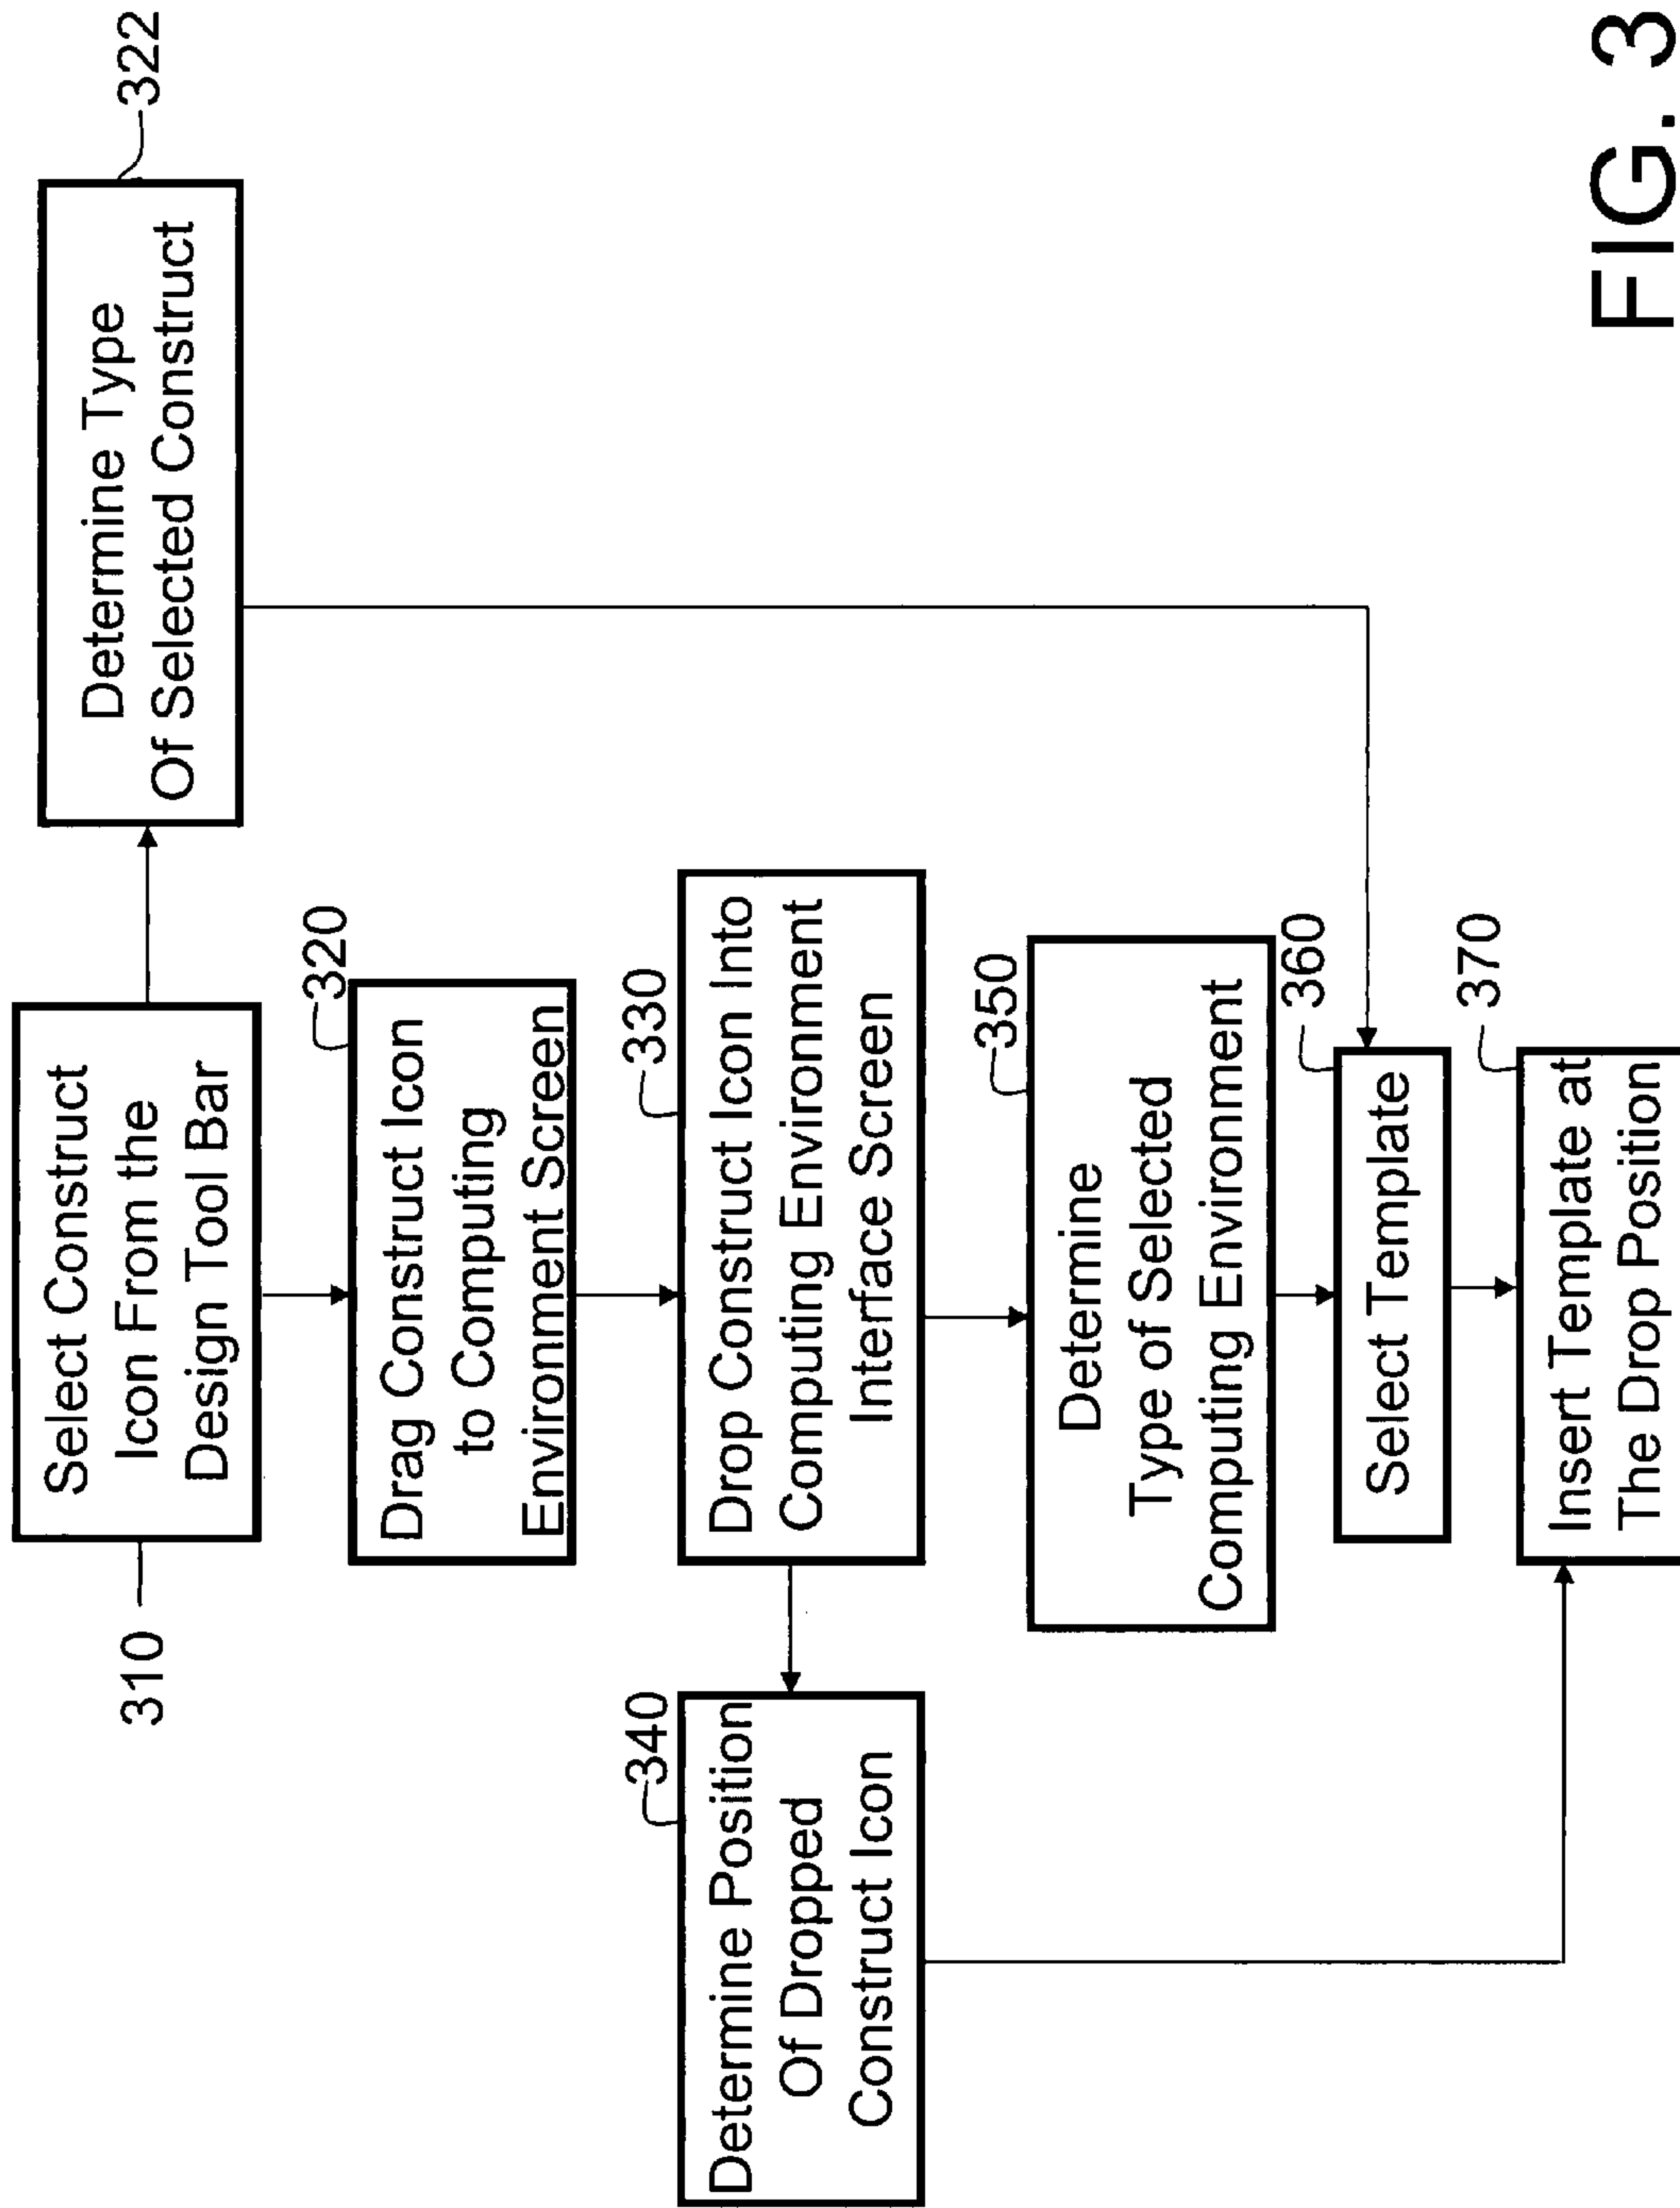 310
Select Construct
Icon From the
Design Tool Bar
322
Determine Type
Of Selected Construct
320
Drag Construct Icon
to Computing
Environment Screen
330
Drop Construct Icon Into
Computing Environment
Interface Screen
340
Determine Position
Of Dropped
Construct Icon
350
Determine
Type of Selected
Computing Environment
360
Select Template
370
Insert Template at
The Drop Position
FIG. 3